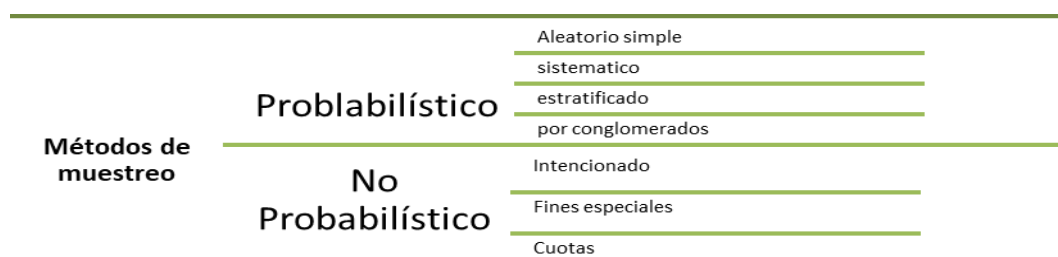 Métodos de
muestreo
Problabilístico
Aleatorio simple
sistematico
estratificado
por conglomerados
No
Probabilístico
Intencionado
Fines especiales
Cuotas